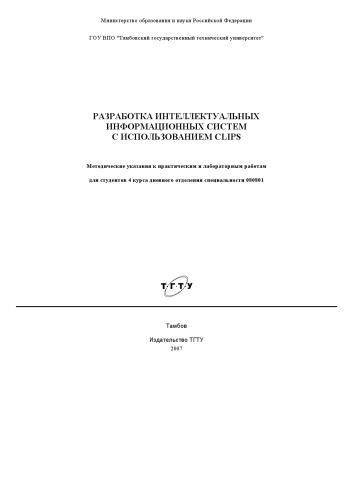 Министерство образования и науки Российской Федерации
ГОУ ВПО "Тамбовский государственный технический университет"
РАЗРАБОТКА ИНТЕЛЛЕКТУАЛЬНЫХ
ИНФОРМАЦИОННЫХ СИСТЕМ
С ИСПОЛЬЗОВАНИЕМ CLIPS
Методические указания к практическим и лабораторным работам
для студентов 4 курса дневного отделения специальности 080801
Т Г Т У
Тамбов
Издательство ТГТУ
2007